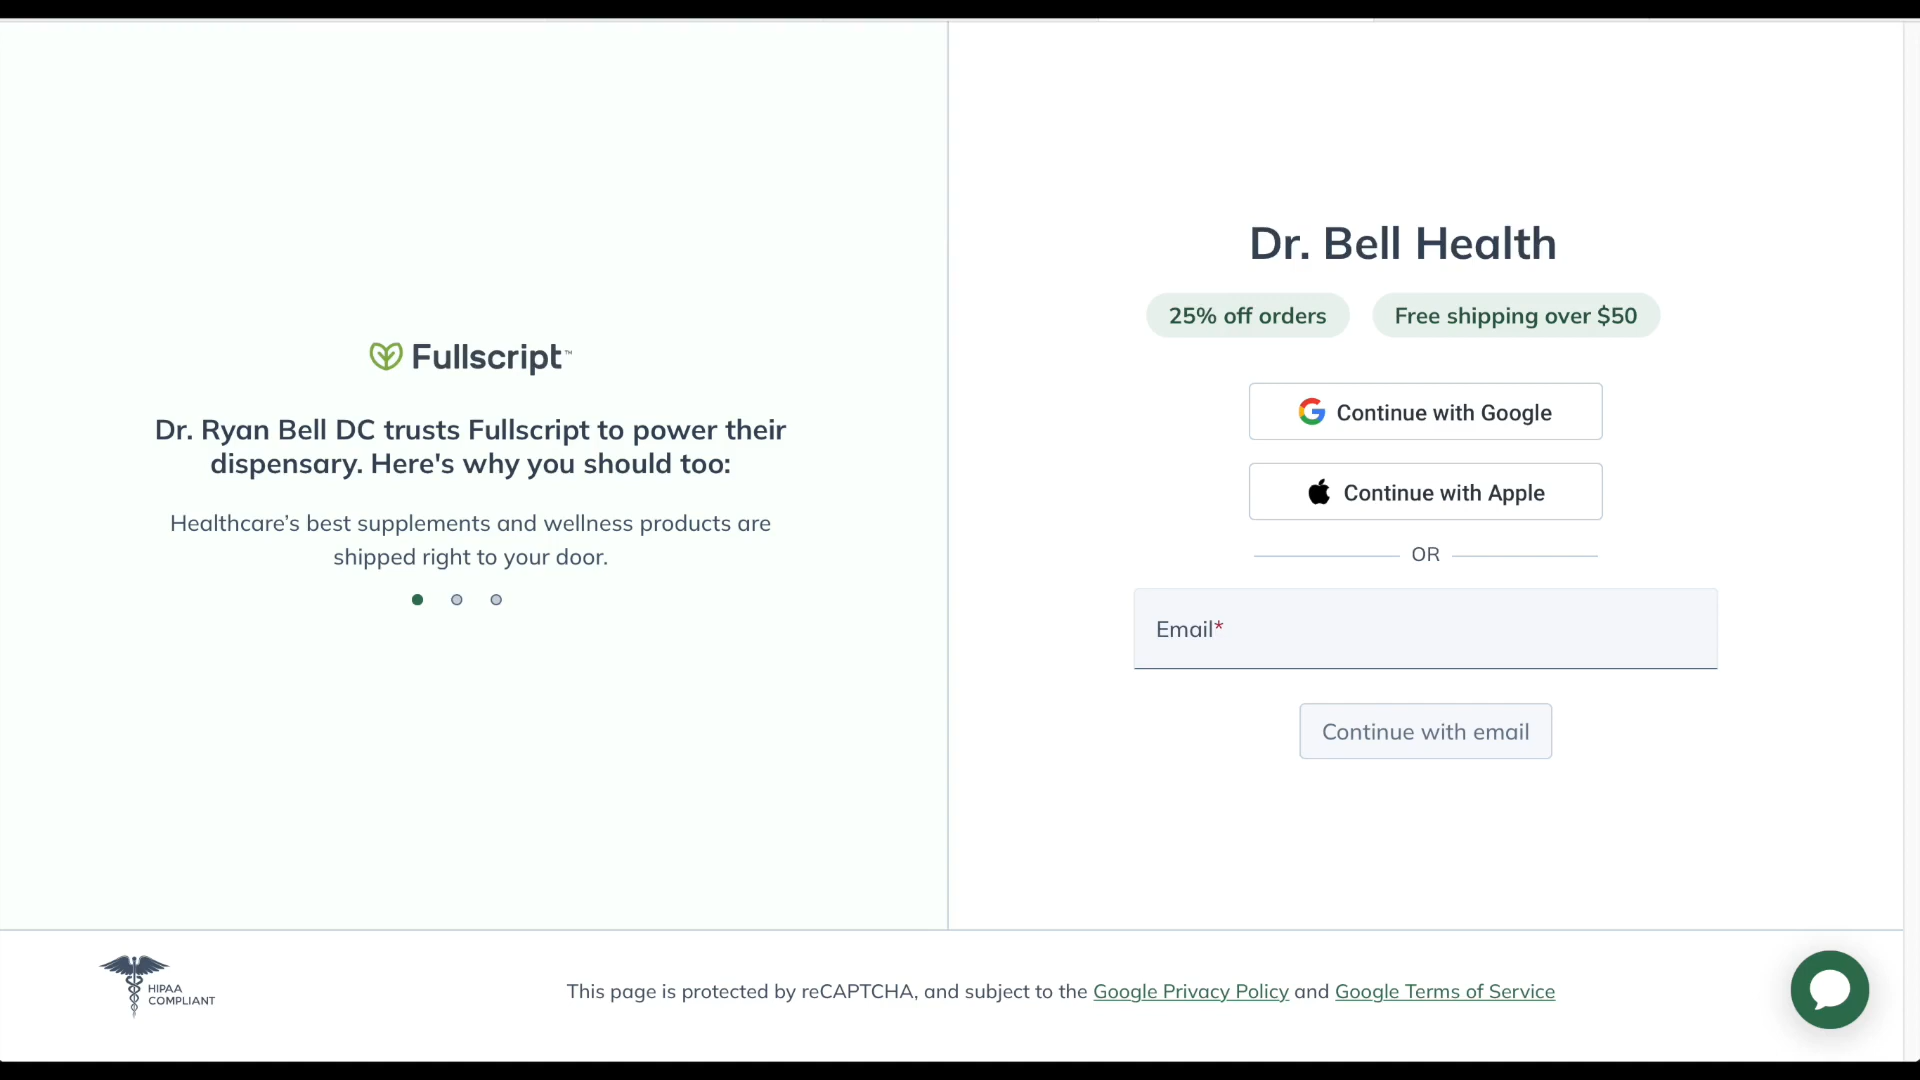 Fullscript™
Dr. Ryan Bell DC trusts Fullscript to power their
dispensary. Here's why you should too:
Healthcare’s best supplements and wellness products are
shipped right to your door.
Dr. Bell Health
25% off orders
Free shipping over $50
Continue with Google
Continue with Apple
OR
Email*
Continue with email
HIPAA
COMPLIANT
This page is protected by reCAPTCHA, and subject to the Google Privacy Policy and Google Terms of Service